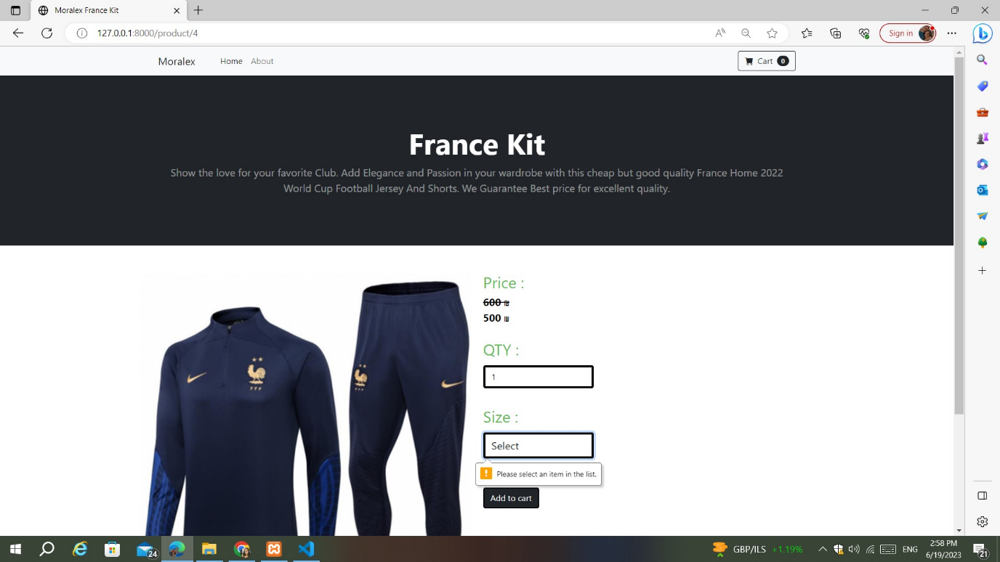 Moralex France Kit
127.0.0.1:8000/product/4
Sign in
Moralex
Home
About
Cart 0
France Kit
Show the love for your favorite Club. Add Elegance and Passion in your wardrobe with this cheap but good quality France Home 2022
World Cup Football Jersey And Shorts. We Guarantee Best price for excellent quality.
Price :
600 ₪
500 ₪
QTY :
1
Size :
Select
Please select an item in the list.
Add to cart
FFF
FFF
24
GBP/ILS +1.19%
ENG
2:58 PM
6/19/2023
21